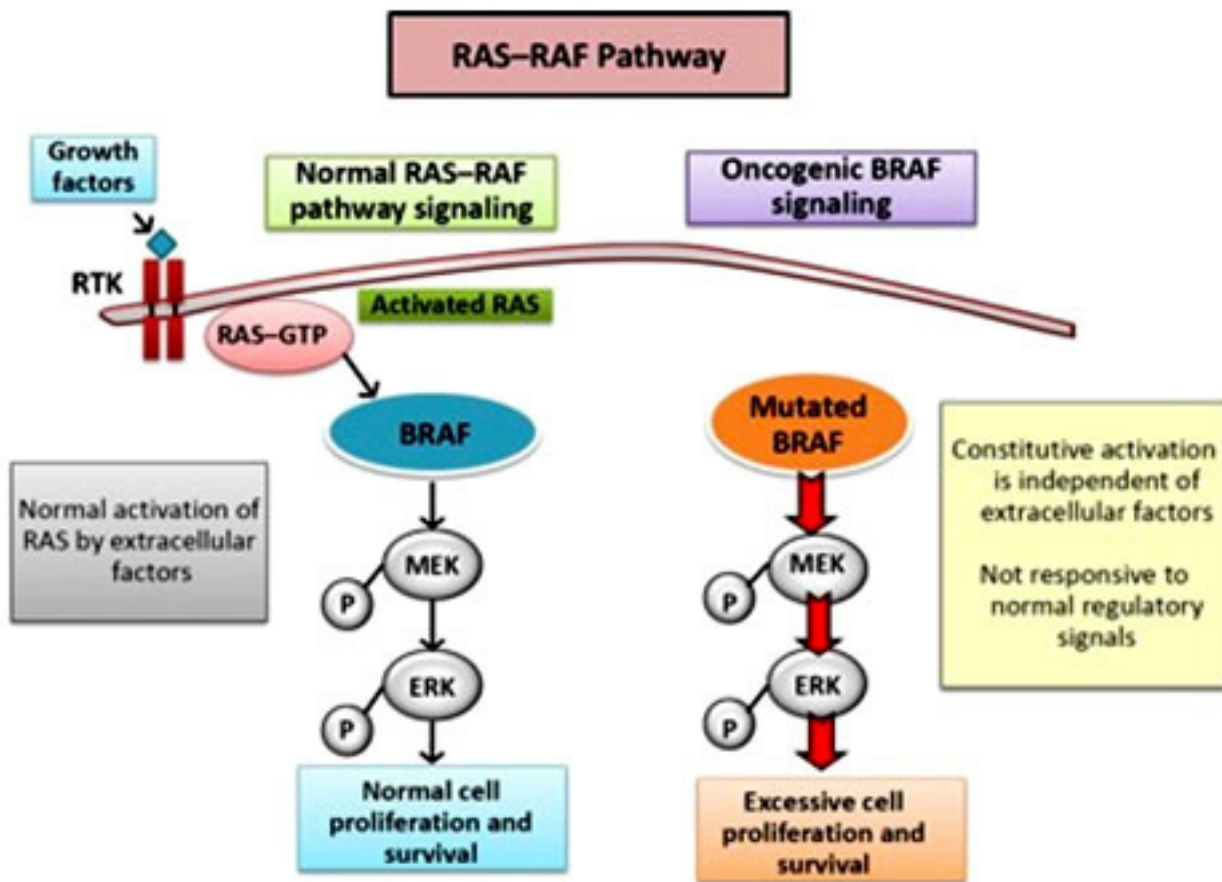 RAS–RAF Pathway
Growth
factors
Normal RAS–RAF
pathway signaling
Oncogenic BRAF
signaling
RTK
Activated RAS
RAS–GTP
BRAF
Mutated
BRAF
Normal activation of
RAS by extracellular
factors
Constitutive activation
is independent of
extracellular factors
Not responsive to
normal regulatory
signals
MEK
P
MEK
P
ERK
P
ERK
P
Normal cell
proliferation and
survival
Excessive cell
proliferation and
survival